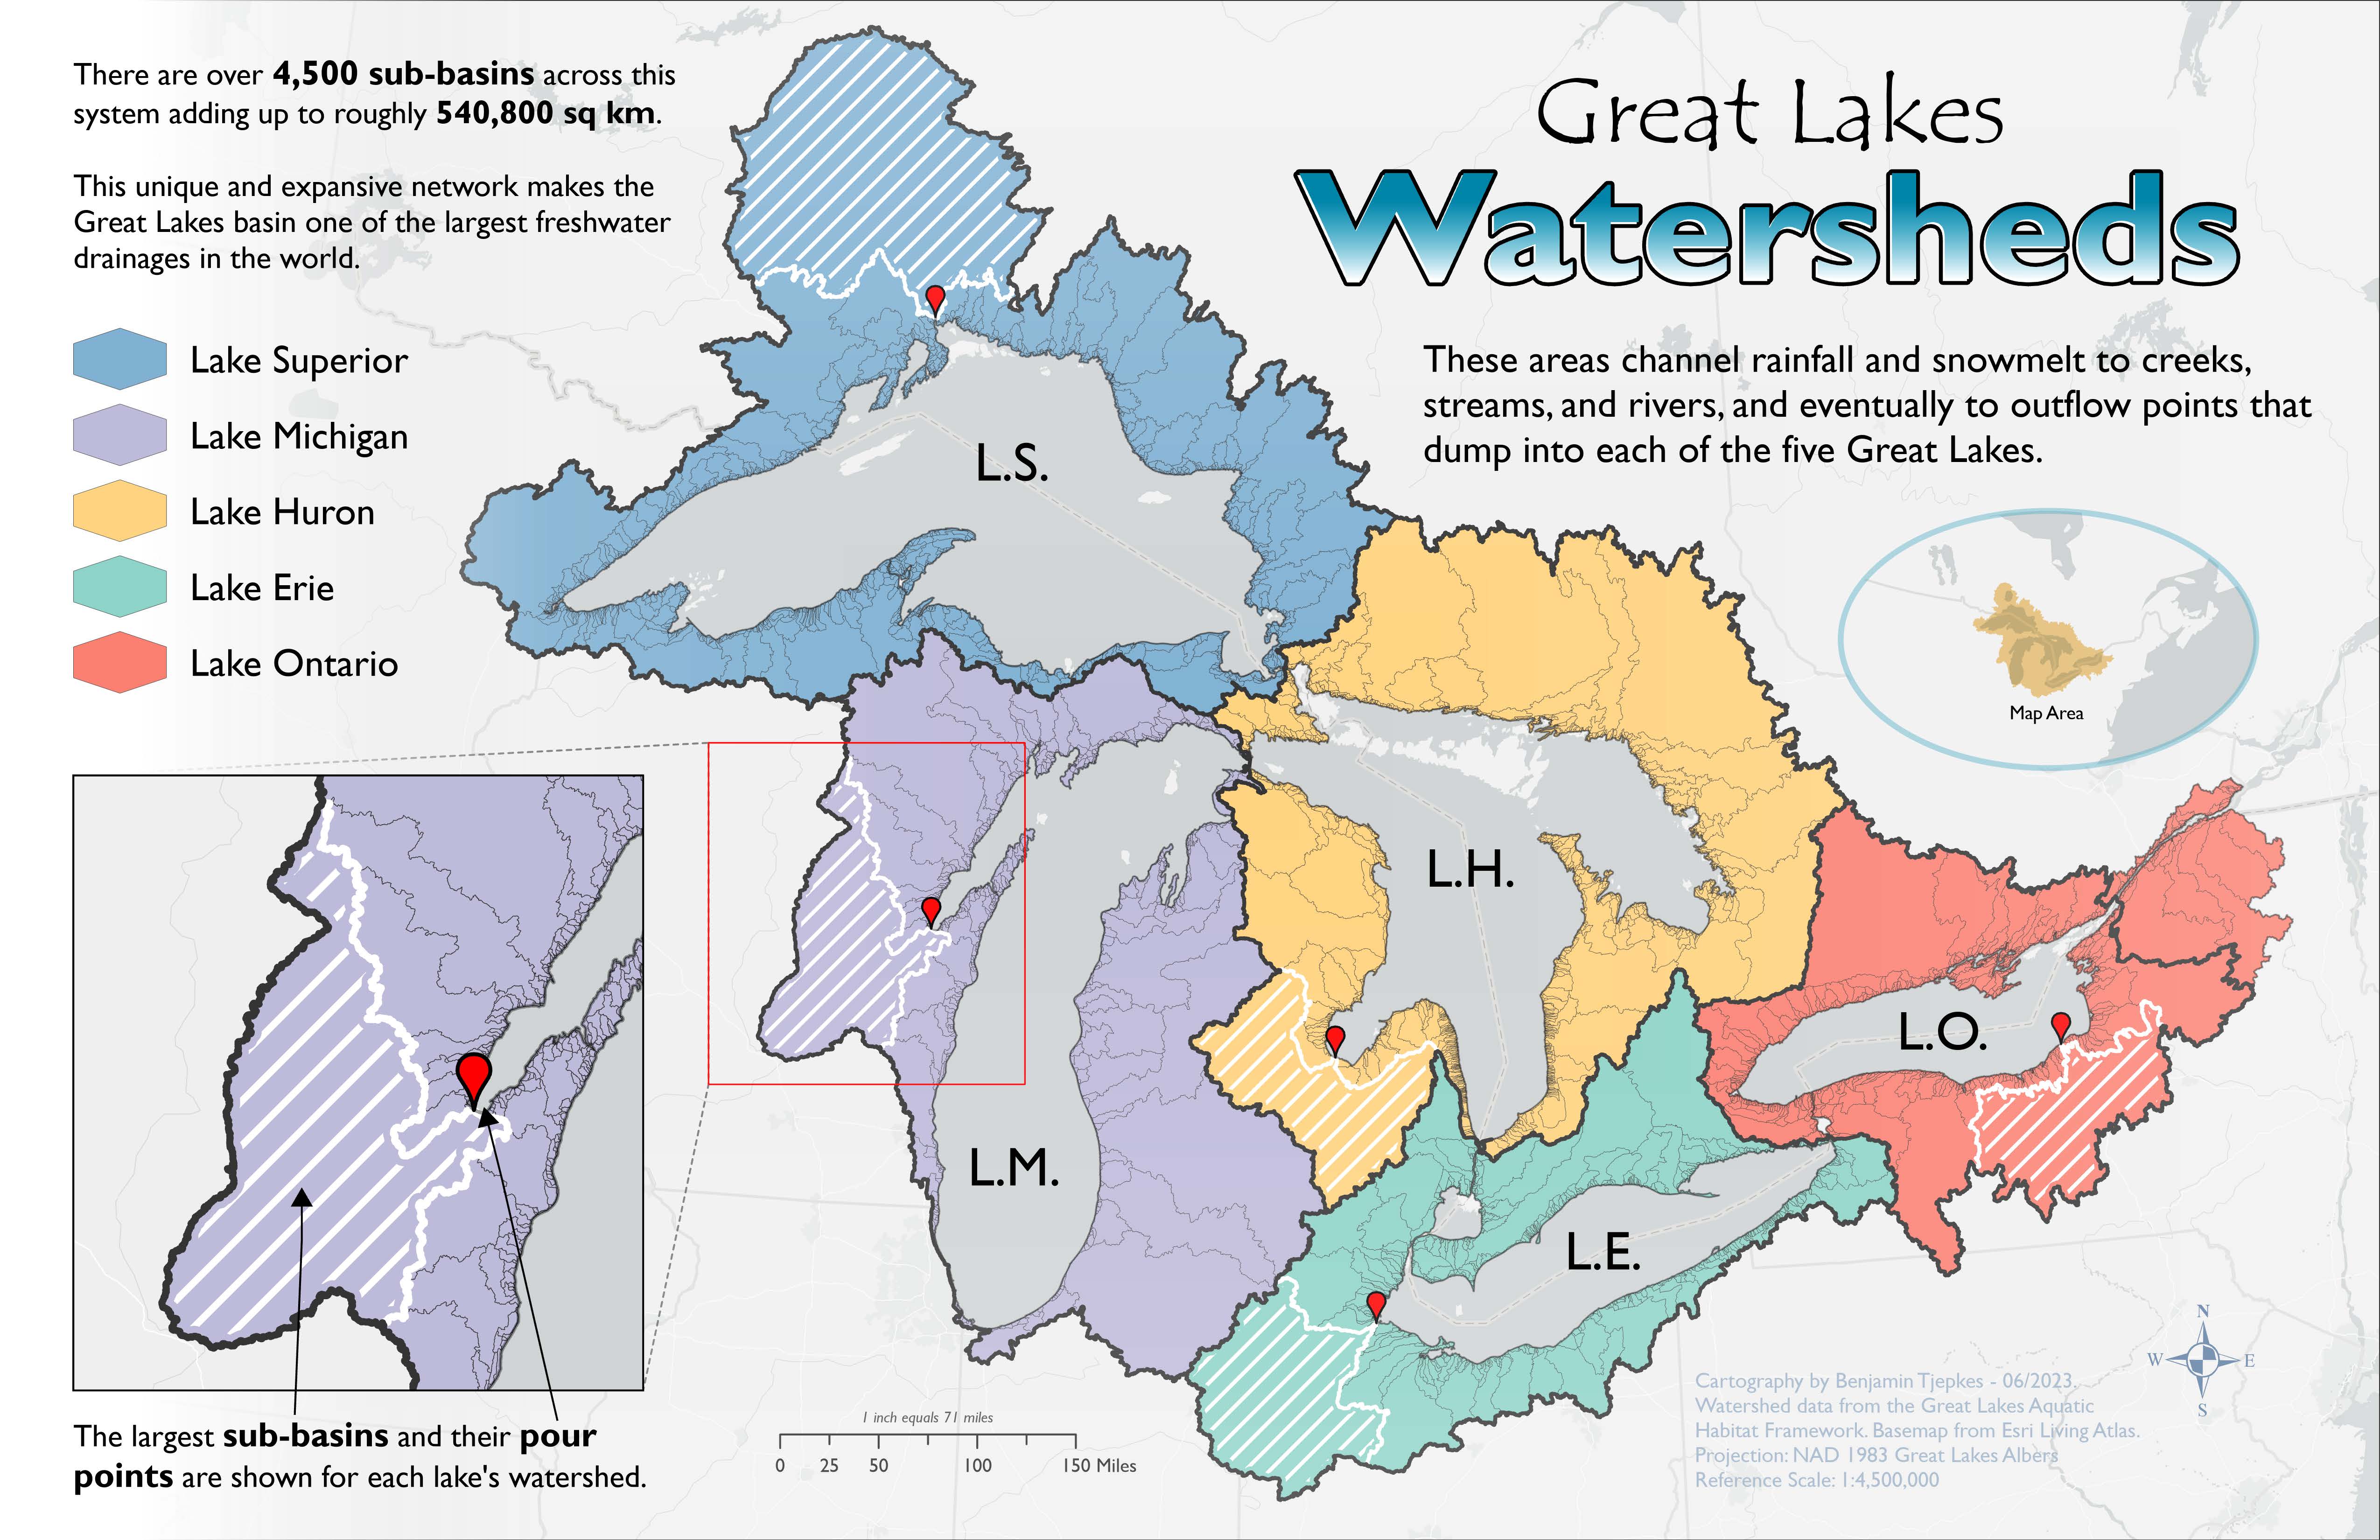 There are over 4,500 sub-basins across this
system adding up to roughly 540,800 sq km.
This unique and expansive network makes the
Great Lakes basin one of the largest freshwater
drainages in the world.
Great Lakes
Watersheds
These areas channel rainfall and snowmelt to creeks,
streams, and rivers, and eventually to outflow points that
dump into each of the five Great Lakes.
Lake Superior
Lake Michigan
Lake Huron
Lake Erie
Lake Ontario
L.S.
Map Area
L.H.
L.O.
L.M.
L.E.
The largest sub-basins and their pour
points are shown for each lake's watershed.
1 inch equals 71 miles
0 25 50 100 150 Miles
N
W E
S
Cartography by Benjamin Tjepkes - 06/2023.
Watershed data from the Great Lakes Aquatic
Habitat Framework. Basemap from Esri Living Atlas.
Projection: NAD 1983 Great Lakes Albers
Reference Scale: 1:4,500,000